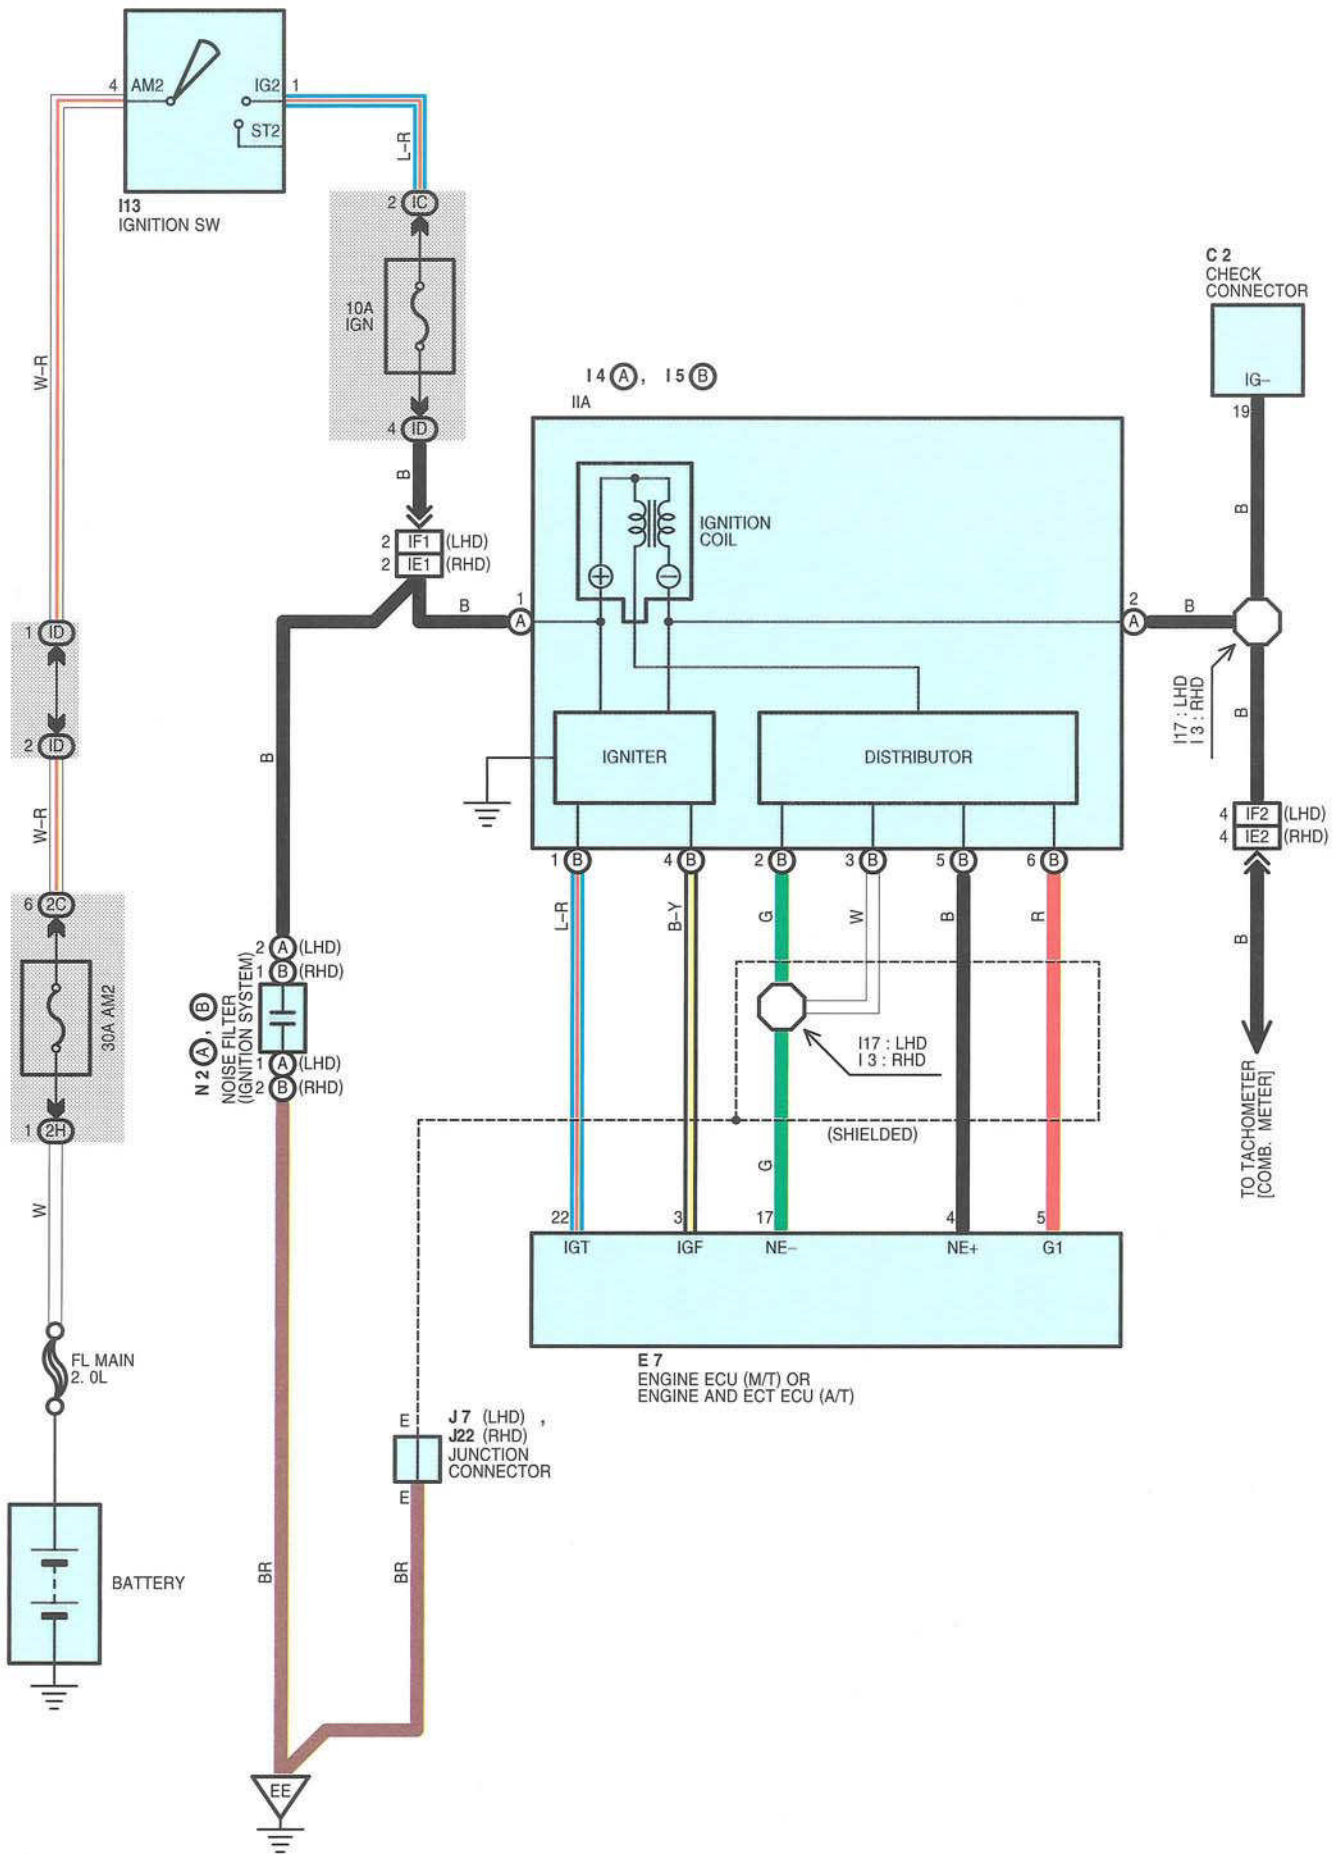 4 AM2
IG2 1
ST2
I13
IGNITION SW
L–R
2 IC
10A
IGN
4 ID
B
2 IF1 (LHD)
2 IE1 (RHD)
B
W–R
1 ID
2 ID
W–R
6 2C
30A AM2
1 2H
W
FL MAIN
2. 0L
BATTERY
B
2 A (LHD)
1 B (RHD)
N 2 A , B
NOISE FILTER
(IGNITION SYSTEM)
1 A (LHD)
2 B (RHD)
BR
EE
I 4 A , I 5 B
IIA
IGNITION
COIL
+
−
1
A
2
A
B
IGNITER
DISTRIBUTOR
1 B
4 B
2 B
3 B
5 B
6 B
L–R
B–Y
G
W
B
R
I17 : LHD
I 3 : RHD
(SHIELDED)
G
22
3
17
4
5
IGT
IGF
NE–
NE+
G1
E 7
ENGINE ECU (M/T) OR
ENGINE AND ECT ECU (A/T)
E
J 7 (LHD) ,
J22 (RHD)
JUNCTION
CONNECTOR
E
BR
C 2
CHECK
CONNECTOR
IG–
19
B
I17 : LHD
I 3 : RHD
B
4 IF2 (LHD)
4 IE2 (RHD)
B
TO TACHOMETER
[COMB. METER]